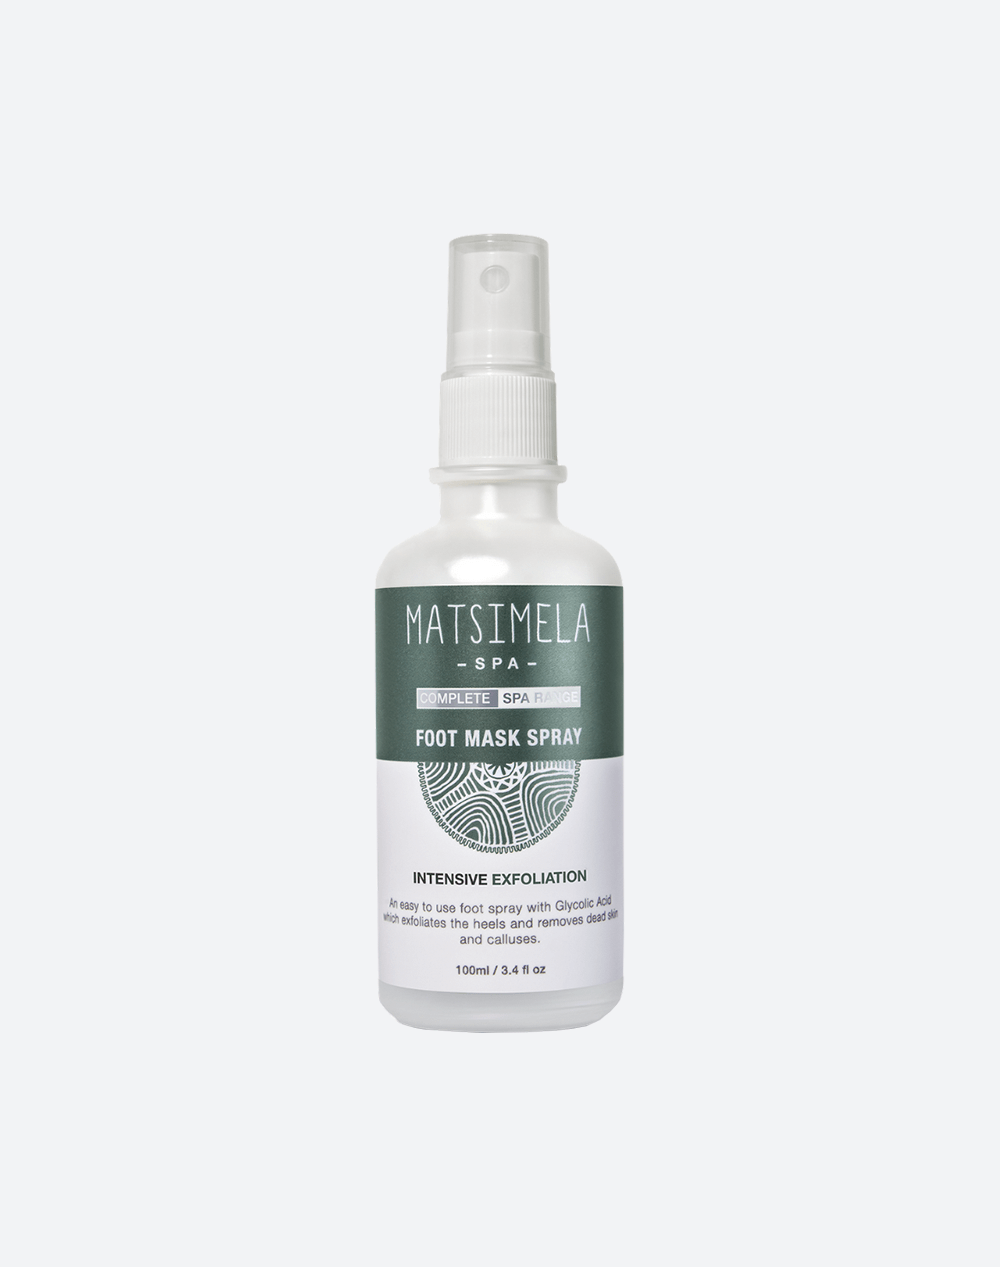 MATSIMELA
– SPA –
COMPLETE SPA RANGE
FOOT MASK SPRAY
INTENSIVE EXFOLIATION
An easy to use foot spray with Glycolic Acid
which exfoliates the heels and removes dead skin
and calluses.
100ml / 3.4 fl oz